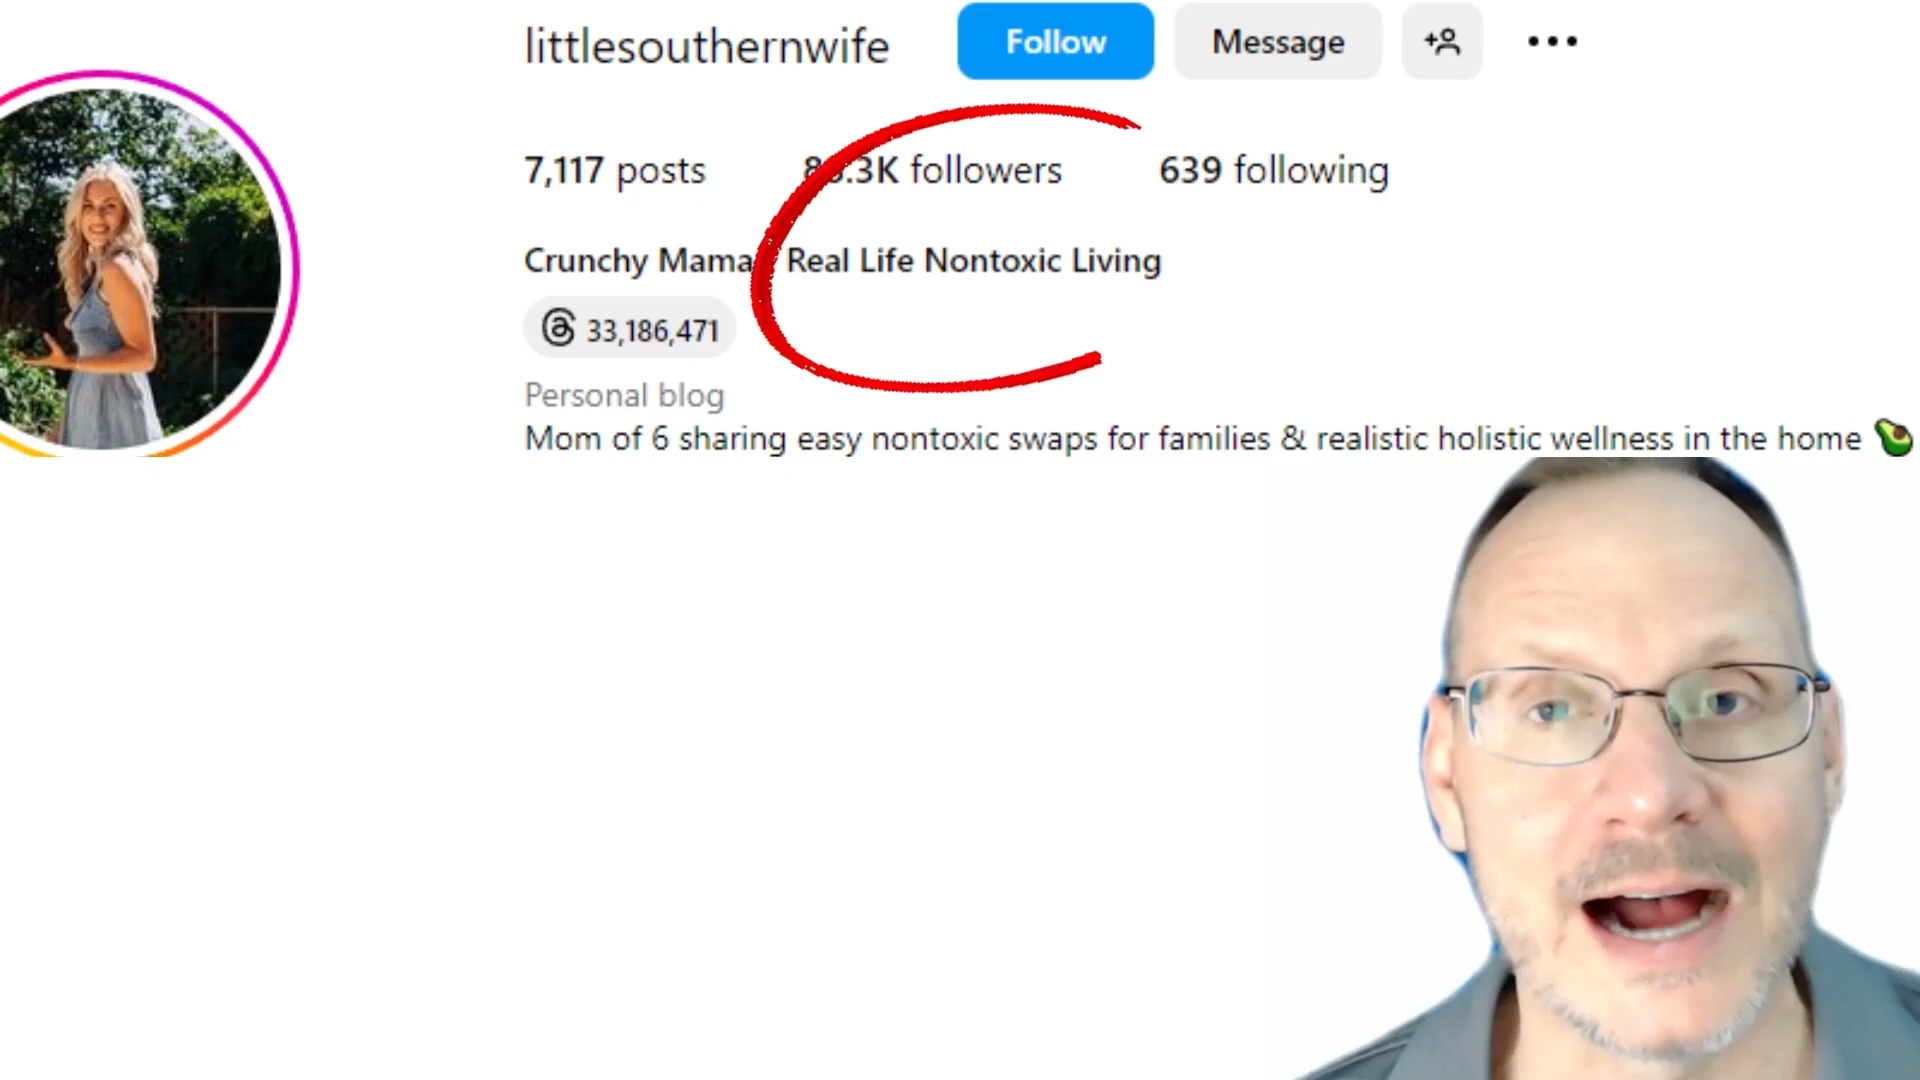 littlesouthernwife Follow Message
7,117 posts followers 639 following
Crunchy Mama Real Life Nontoxic Living
33,186,471
Personal blog
Mom of 6 sharing easy nontoxic swaps for families & realistic holistic wellness in the home 🥑